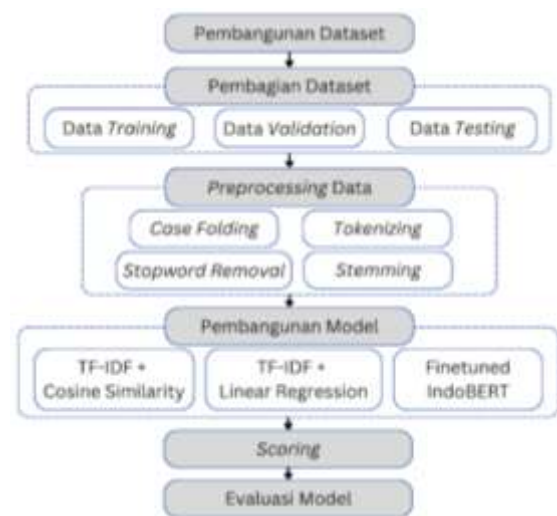 Pembangunan Dataset
Pembagian Dataset
Data Training
Data Validation
Data Testing
Preprocessing Data
Case Folding
Tokenizing
Stopword Removal
Stemming
Pembangunan Model
TF-IDF +
Cosine Similarity
TF-IDF +
Linear Regression
Finetuned
IndoBERT
Scoring
Evaluasi Model